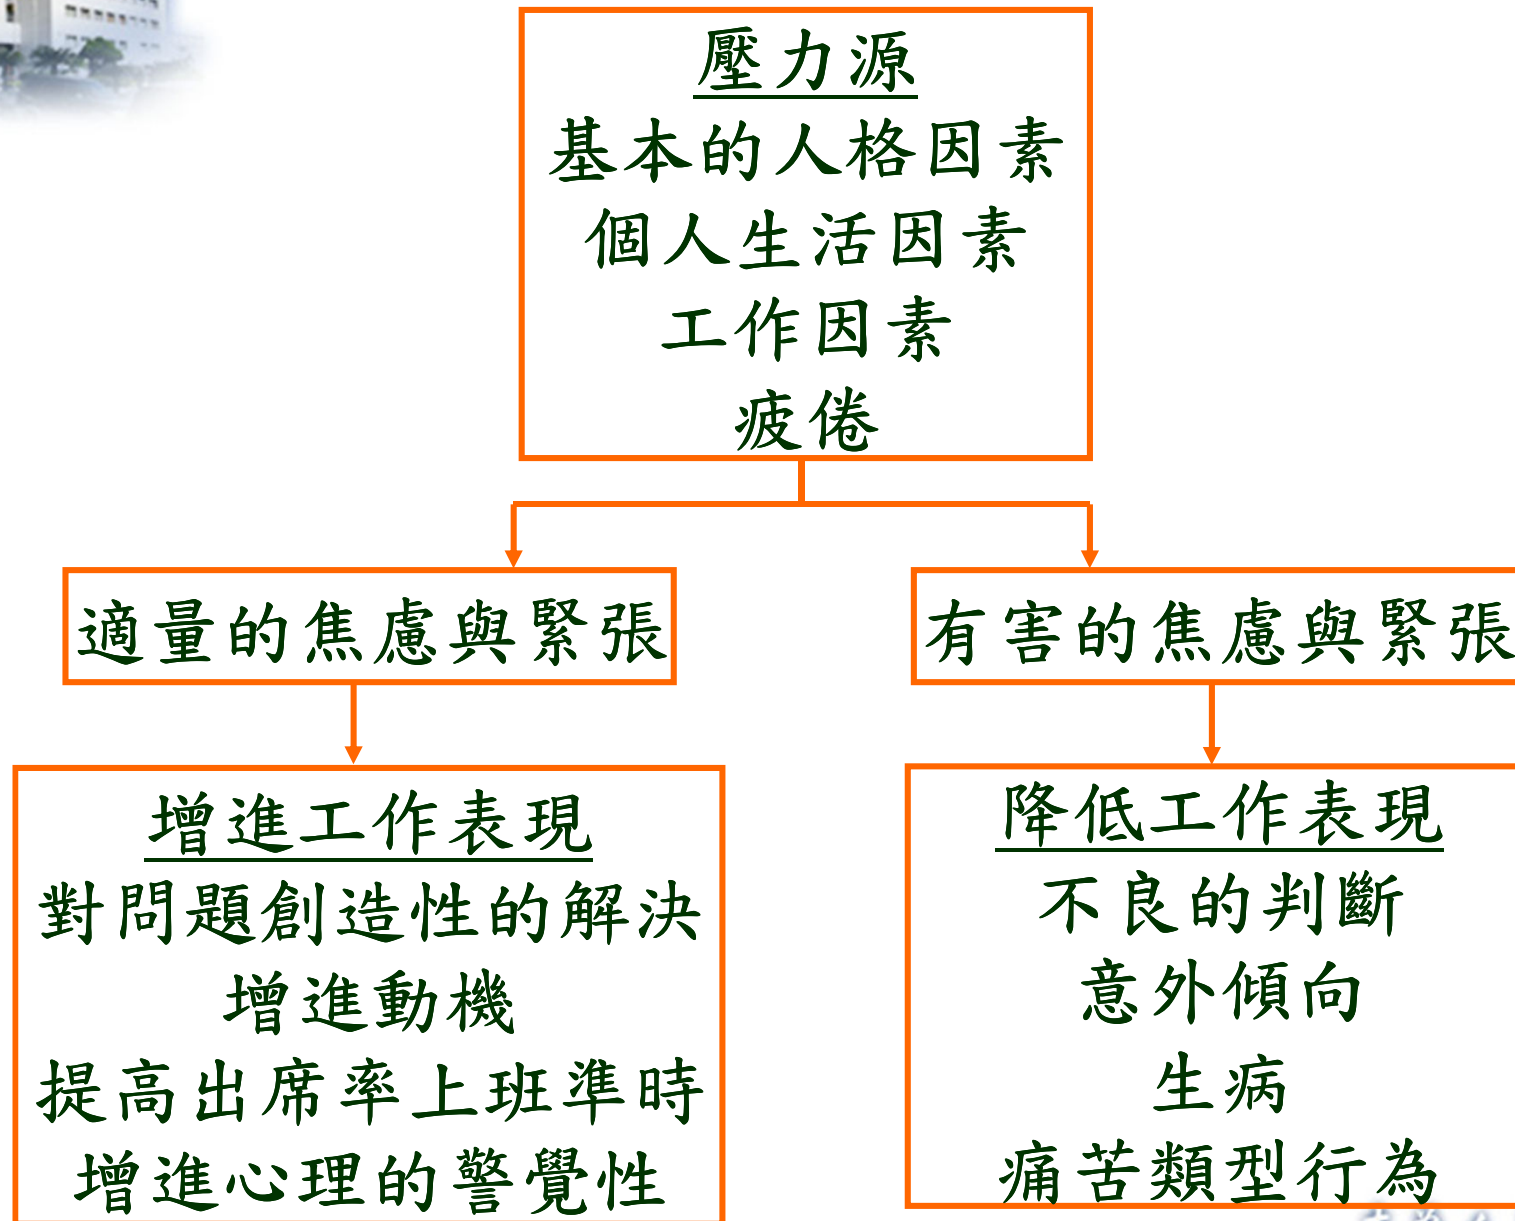 壓力源
基本的人格因素
個人生活因素
工作因素
疲倦
適量的焦慮與緊張
有害的焦慮與緊張
增進工作表現
對問題創造性的解決
增進動機
提高出席率上班準時
增進心理的警覺性
降低工作表現
不良的判斷
意外傾向
生病
痛苦類型行為